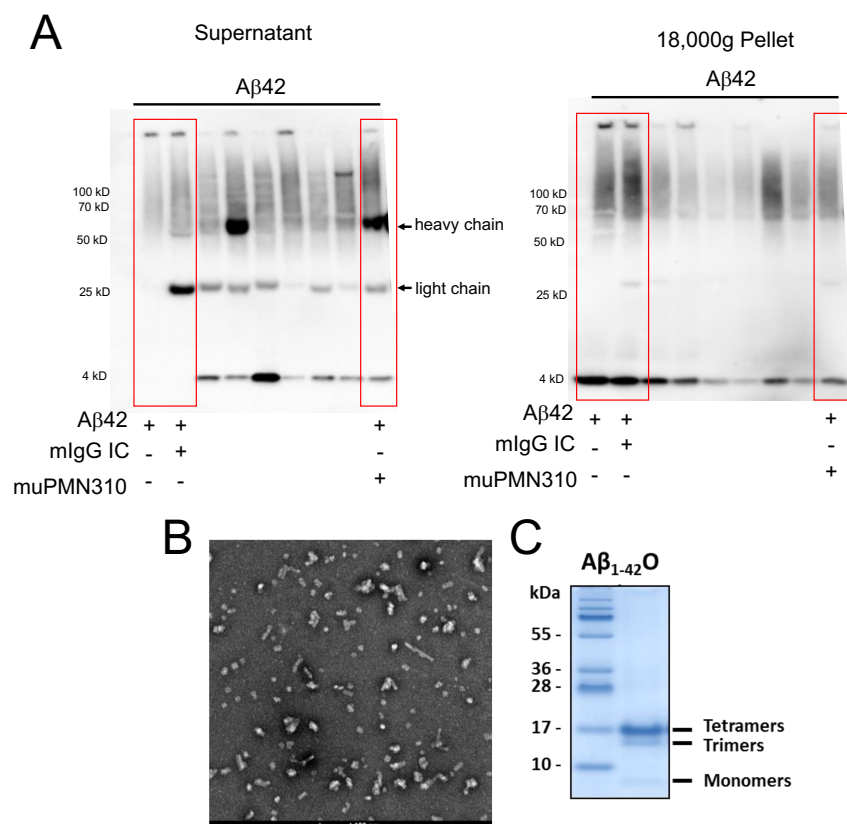 A
Supernatant
18,000g Pellet
Aβ42
Aβ42
100 kD
70 kD
50 kD
25 kD
4 kD
heavy chain
light chain
100 kD
70 kD
50 kD
25 kD
4 kD
Aβ42 + + +
mIgG IC - + -
muPMN310 - - +
Aβ42 + + +
mIgG IC - + -
muPMN310 - - +
B
C
Aβ1-42O
kDa
55 -
36 -
28 -
17 -
10 -
Tetramers
Trimers
Monomers